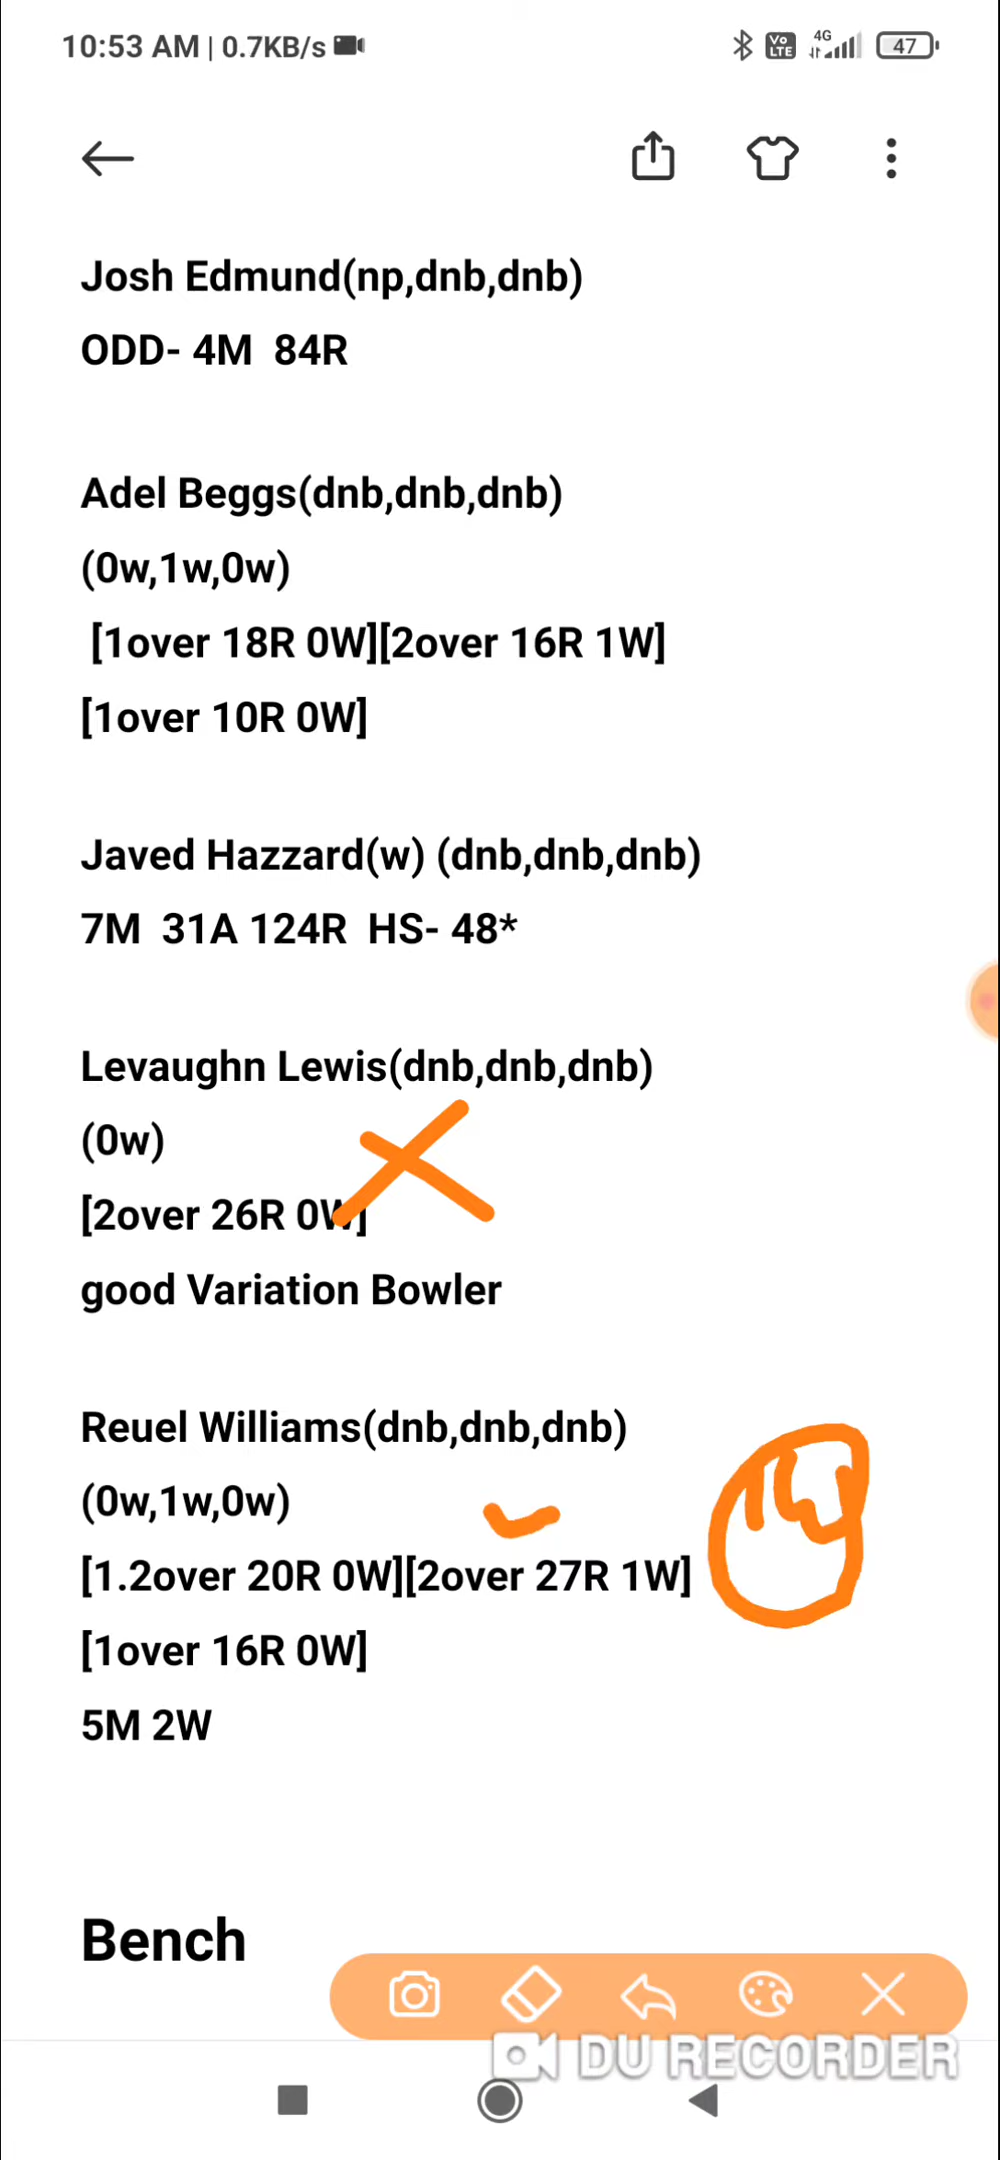 10:53 AM | 0.7KB/s
Vo LTE 4G 47
Josh Edmund(np,dnb,dnb)
ODD- 4M 84R
Adel Beggs(dnb,dnb,dnb)
(0w,1w,0w)
[1over 18R 0W][2over 16R 1W]
[1over 10R 0W]
Javed Hazzard(w) (dnb,dnb,dnb)
7M 31A 124R HS- 48*
Levaughn Lewis(dnb,dnb,dnb)
(0w)
[2over 26R 0W]
good Variation Bowler
Reuel Williams(dnb,dnb,dnb)
(0w,1w,0w)
1W
[1.2over 20R 0W][2over 27R 1W]
[1over 16R 0W]
5M 2W
Bench
DU RECORDER